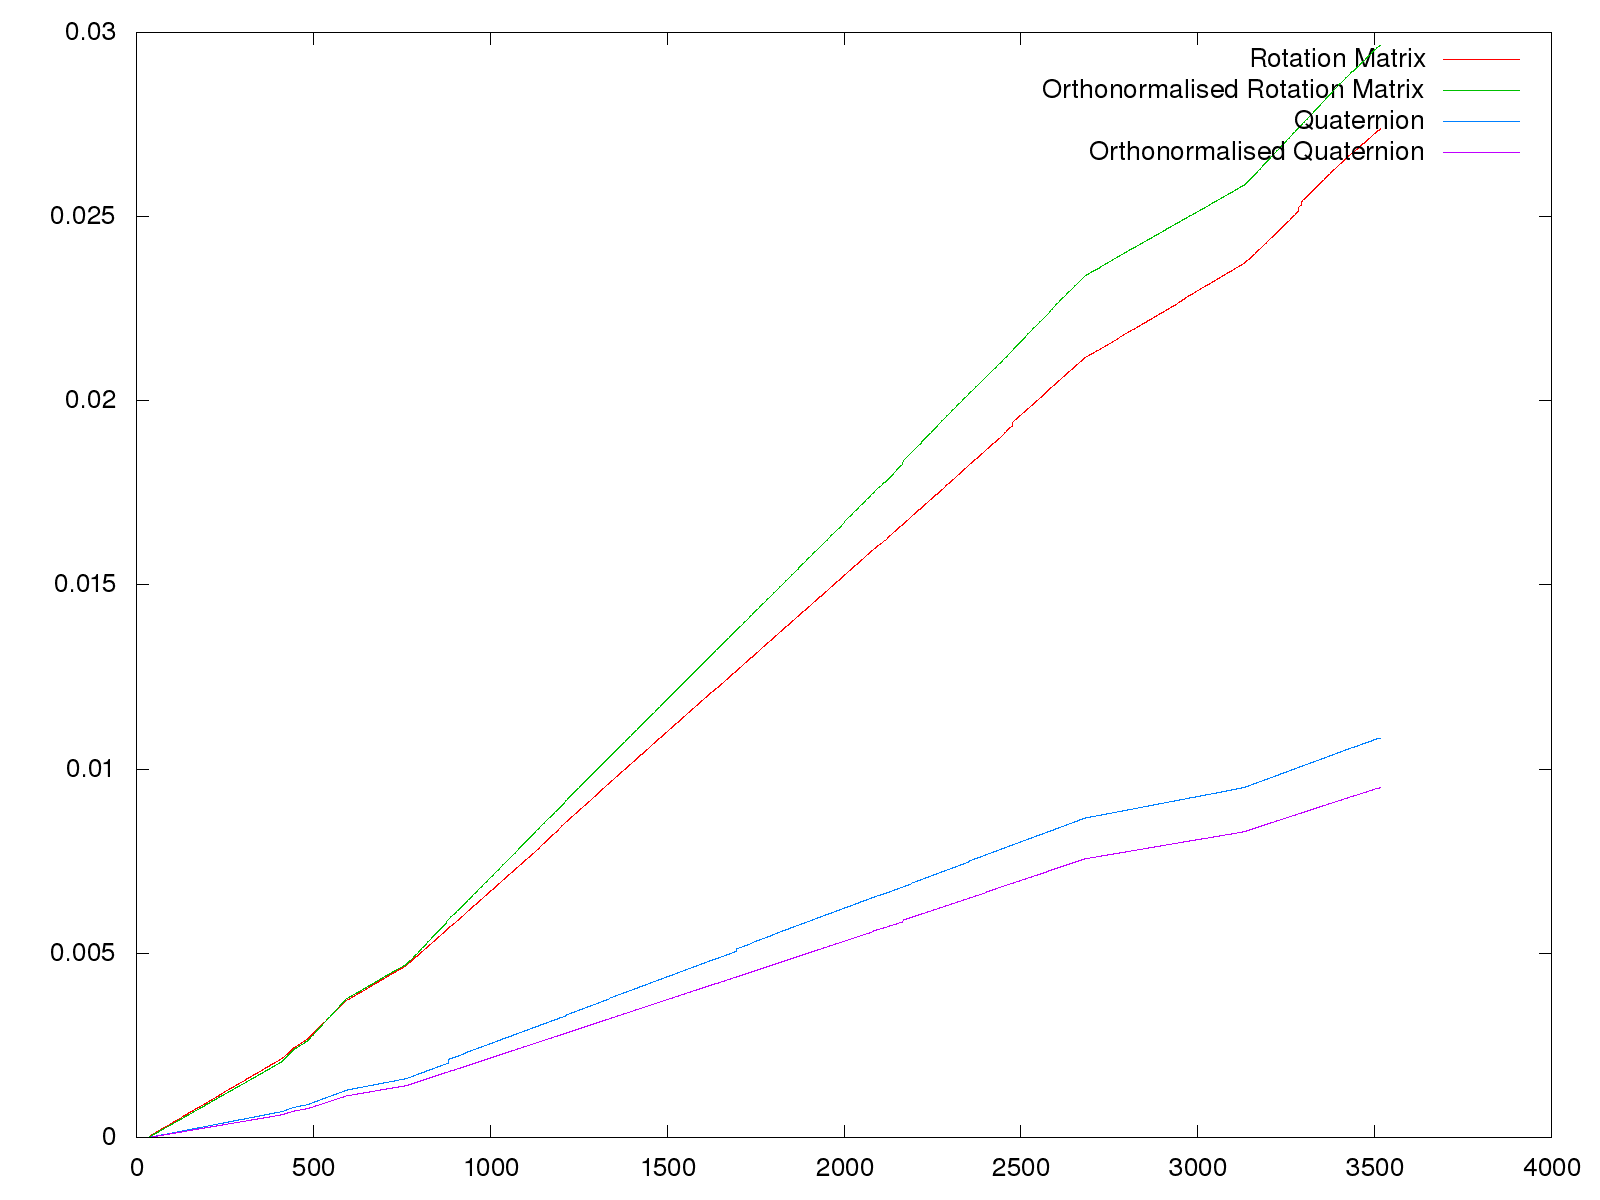 0.03
0.025
0.02
0.015
0.01
0.005
0
0 500 1000 1500 2000 2500 3000 3500 4000
Rotation Matrix
Orthonormalised Rotation Matrix
Quaternion
Orthonormalised Quaternion